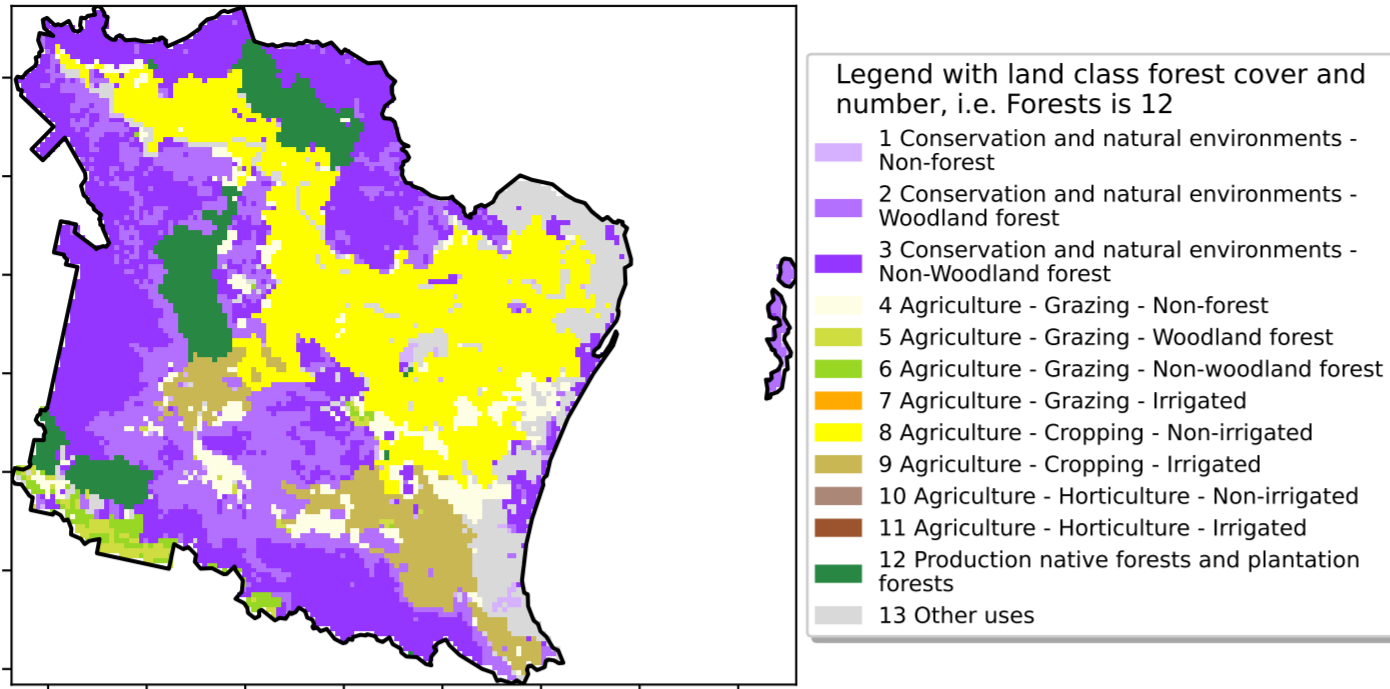 Legend with land class forest cover and
number, i.e. Forests is 12
1 Conservation and natural environments -
Non-forest
2 Conservation and natural environments -
Woodland forest
3 Conservation and natural environments -
Non-Woodland forest
4 Agriculture - Grazing - Non-forest
5 Agriculture - Grazing - Woodland forest
6 Agriculture - Grazing - Non-woodland forest
7 Agriculture - Grazing - Irrigated
8 Agriculture - Cropping - Non-irrigated
9 Agriculture - Cropping - Irrigated
10 Agriculture - Horticulture - Non-irrigated
11 Agriculture - Horticulture - Irrigated
12 Production native forests and plantation
forests
13 Other uses